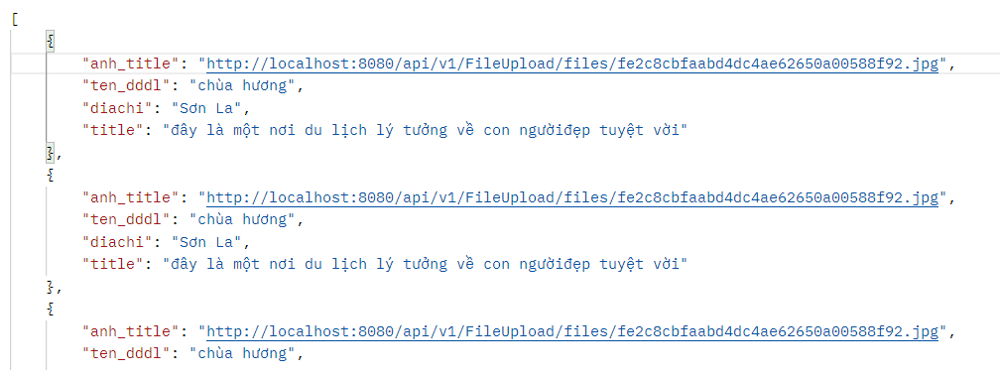 [
{
"anh_title": "http://localhost:8080/api/v1/FileUpload/files/fe2c8cbfaabd4dc4ae62650a00588f92.jpg",
"ten_dddl": "chùa hương",
"diachi": "Sơn La",
"title": "đây là một nơi du lịch lý tưởng về con ngườiđẹp tuyệt vời"
},
{
"anh_title": "http://localhost:8080/api/v1/FileUpload/files/fe2c8cbfaabd4dc4ae62650a00588f92.jpg",
"ten_dddl": "chùa hương",
"diachi": "Sơn La",
"title": "đây là một nơi du lịch lý tưởng về con ngườiđẹp tuyệt vời"
},
{
"anh_title": "http://localhost:8080/api/v1/FileUpload/files/fe2c8cbfaabd4dc4ae62650a00588f92.jpg",
"ten_dddl": "chùa hương",